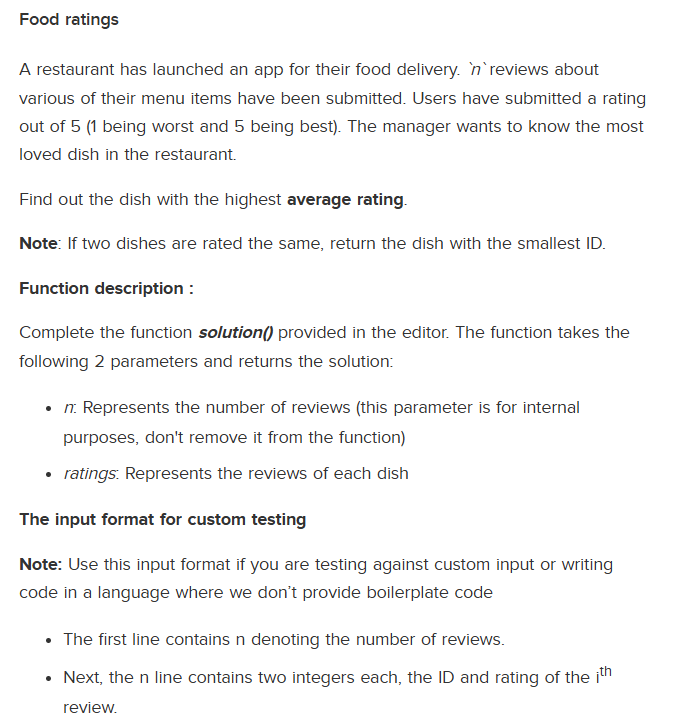 Food ratings
A restaurant has launched an app for their food delivery. `n` reviews about
various of their menu items have been submitted. Users have submitted a rating
out of 5 (1 being worst and 5 being best). The manager wants to know the most
loved dish in the restaurant.
Find out the dish with the highest average rating.
Note: If two dishes are rated the same, return the dish with the smallest ID.
Function description :
Complete the function solution() provided in the editor. The function takes the
following 2 parameters and returns the solution:
• n: Represents the number of reviews (this parameter is for internal
purposes, don't remove it from the function)
• ratings: Represents the reviews of each dish
The input format for custom testing
Note: Use this input format if you are testing against custom input or writing
code in a language where we don’t provide boilerplate code
• The first line contains n denoting the number of reviews.
• Next, the n line contains two integers each, the ID and rating of the ith
review.